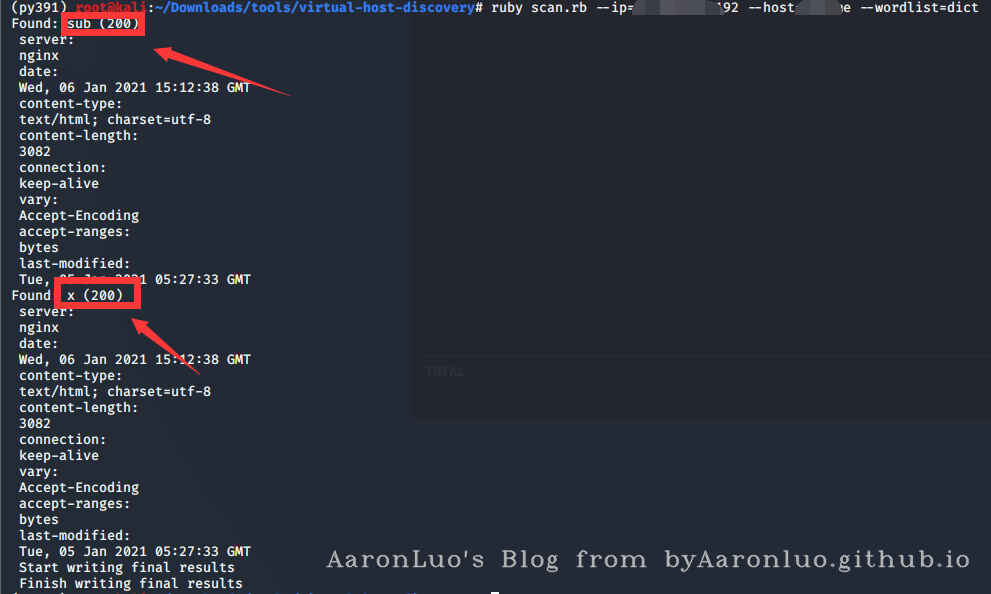 (py391) root@kali:~/Downloads/tools/virtual-host-discovery# ruby scan.rb --ip= 192 --host e --wordlist=dict
Found: sub (200)
server:
nginx
date:
Wed, 06 Jan 2021 15:12:38 GMT
content-type:
text/html; charset=utf-8
content-length:
3082
connection:
keep-alive
vary:
Accept-Encoding
accept-ranges:
bytes
last-modified:
Tue, 05 Jan 2021 05:27:33 GMT
Found: x (200)
server:
nginx
date:
Wed, 06 Jan 2021 15:12:38 GMT
content-type:
text/html; charset=utf-8
content-length:
3082
connection:
keep-alive
vary:
Accept-Encoding
accept-ranges:
bytes
last-modified:
Tue, 05 Jan 2021 05:27:33 GMT
Start writing final results
Finish writing final results
TOTAL
AaronLuo's Blog from byAaronluo.github.io